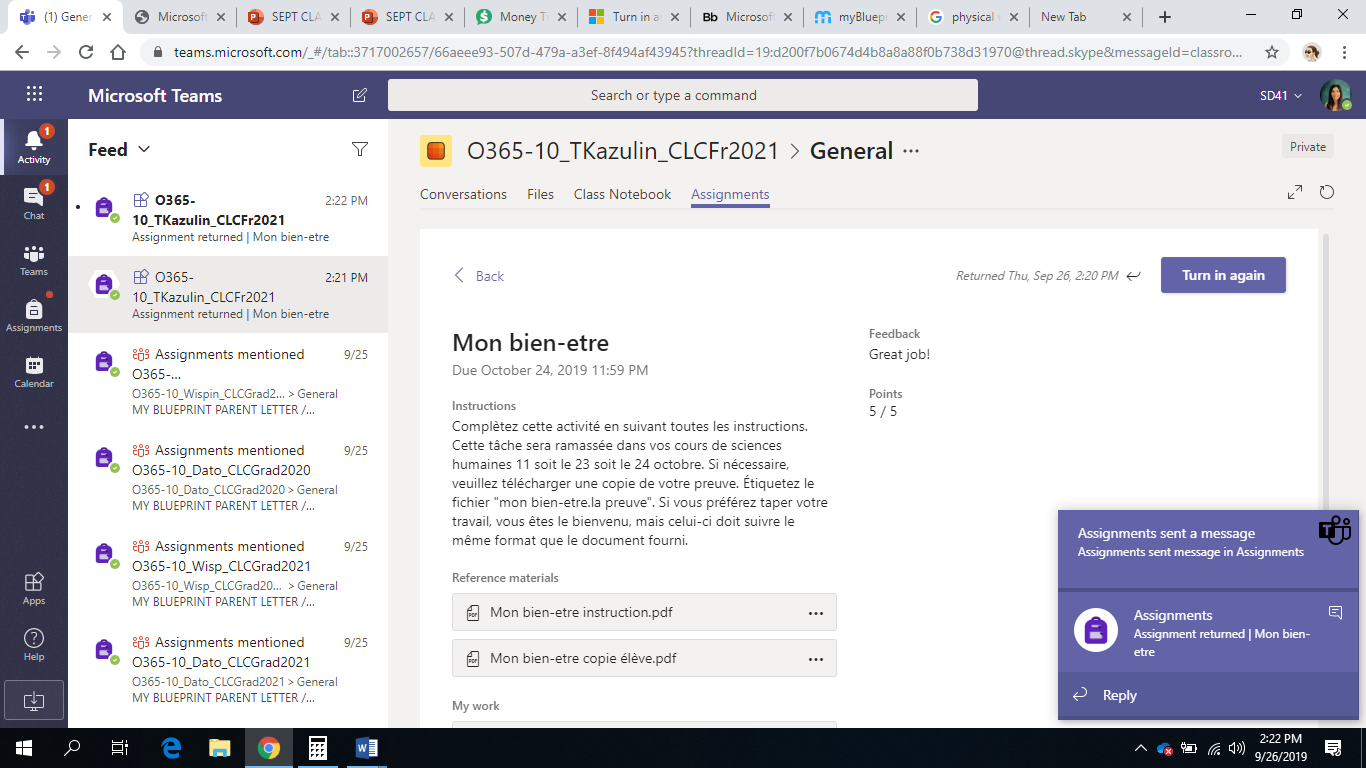 (1) Gener
Microsoft
SEPT CLA
SEPT CLA
Money T
Turn in a
Bb Microsoft
myBluepr
physical v
New Tab
teams.microsoft.com/_#/tab::3717002657/66aeee93-507d-479a-a3ef-8f494af43945?threadId=19:d200f7b0674d4b8a8a88f0b738d31970@thread.skype&messageId=classro...
Microsoft Teams
Search or type a command
SD41
1
Activity
1
Chat
Teams
Assignments
Calendar
Apps
Help
Feed
O365-
2:22 PM
10_TKazulin_CLCFr2021
Assignment returned | Mon bien-etre
O365-
2:21 PM
10_TKazulin_CLCFr2021
Assignment returned | Mon bien-etre
Assignments mentioned
9/25
O365-...
O365-10_Wispin_CLCGrad2... > General
MY BLUEPRINT PARENT LETTER /...
Assignments mentioned
9/25
O365-10_Dato_CLCGrad2020
O365-10_Dato_CLCGrad2020 > General
MY BLUEPRINT PARENT LETTER /...
Assignments mentioned
9/25
O365-10_Wisp_CLCGrad2021
O365-10_Wisp_CLCGrad20... > General
MY BLUEPRINT PARENT LETTER /...
Assignments mentioned
9/25
O365-10_Dato_CLCGrad2021
O365-10_Dato_CLCGrad2021 > General
MY BLUEPRINT PARENT LETTER /...
O365-10_TKazulin_CLCFr2021 > General ...
Private
Conversations
Files
Class Notebook
Assignments
Back
Returned Thu, Sep 26, 2:20 PM
Turn in again
Mon bien-etre
Due October 24, 2019 11:59 PM
Instructions
Complètez cette activité en suivant toutes les instructions.
Cette tâche sera ramassée dans vos cours de sciences
humaines 11 soit le 23 soit le 24 octobre. Si nécessaire,
veuillez télécharger une copie de votre preuve. Étiquetez le
fichier "mon bien-etre.la preuve". Si vous préférez taper votre
travail, vous êtes le bienvenu, mais celui-ci doit suivre le
même format que le document fourni.
Reference materials
PDF
Mon bien-etre instruction.pdf
PDF
Mon bien-etre copie élève.pdf
My work
Feedback
Great job!
Points
5 / 5
Assignments sent a message
Assignments sent message in Assignments
Assignments
Assignment returned | Mon bien-
etre
Reply
2:22 PM
9/26/2019